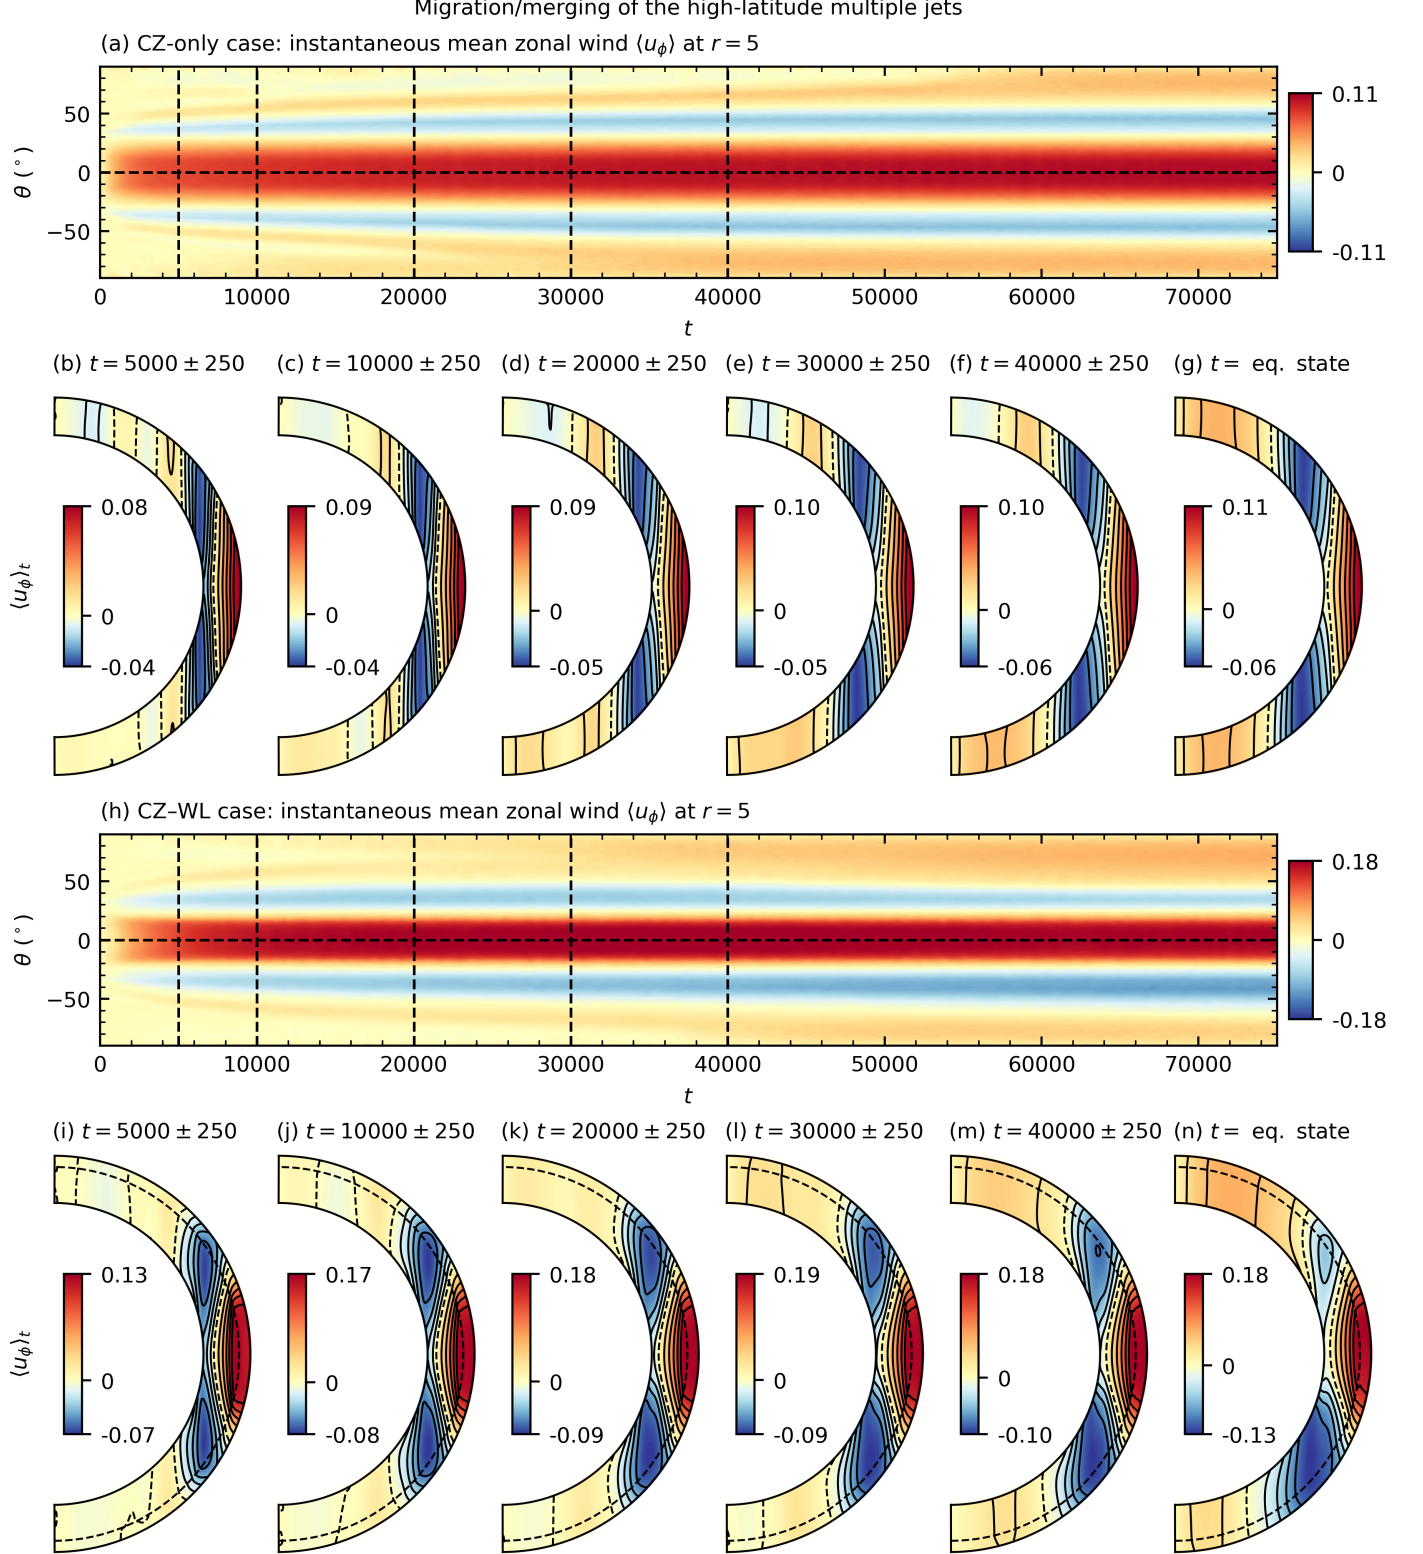 Migration/merging of the high-latitude multiple jets
(a) CZ-only case: instantaneous mean zonal wind ⟨u_ϕ⟩ at r = 5
θ (°)
50
0
−50
0.11
0
-0.11
0 10000 20000 30000 40000 50000 60000 70000
t
(b) t = 5000 ± 250 (c) t = 10000 ± 250 (d) t = 20000 ± 250 (e) t = 30000 ± 250 (f) t = 40000 ± 250 (g) t = eq. state
⟨u_ϕ⟩_t
0.08 0.09 0.09 0.10 0.10 0.11
0 0 0 0 0 0
-0.04 -0.04 -0.05 -0.05 -0.06 -0.06
(h) CZ–WL case: instantaneous mean zonal wind ⟨u_ϕ⟩ at r = 5
θ (°)
50
0
−50
0.18
0
-0.18
0 10000 20000 30000 40000 50000 60000 70000
t
(i) t = 5000 ± 250 (j) t = 10000 ± 250 (k) t = 20000 ± 250 (l) t = 30000 ± 250 (m) t = 40000 ± 250 (n) t = eq. state
⟨u_ϕ⟩_t
0.13 0.17 0.18 0.19 0.18 0.18
0 0 0 0 0 0
-0.07 -0.08 -0.09 -0.09 -0.10 -0.13